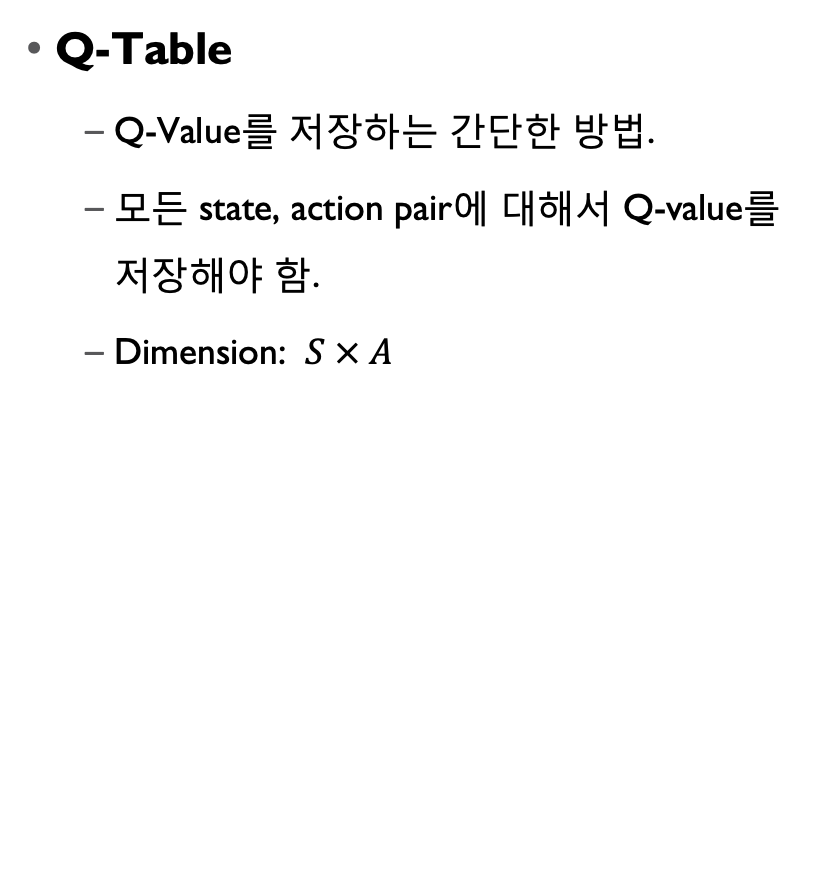 • Q-Table
– Q-Value를 저장하는 간단한 방법.
– 모든 state, action pair에 대해서 Q-value를
저장해야 함.
– Dimension: S × A